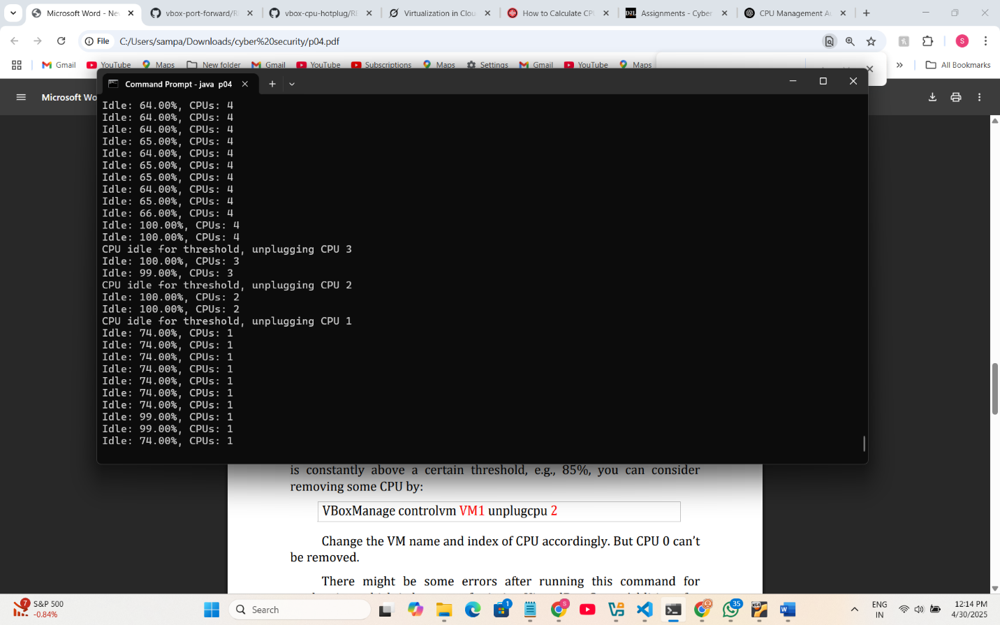 Microsoft Word - Ne
vbox-port-forward/R
vbox-cpu-hotplug/RE
Virtualization in Clou
How to Calculate CP
D2L
Assignments - Cyber
CPU Management A
File
C:/Users/sampa/Downloads/cyber%20security/p04.pdf
S
Gmail
YouTube
Maps
New folder
YouTube
Gmail
YouTube
Subscriptions
Maps
Settings
Gmail
YouTube
Maps
All Bookmarks
Microsoft Wo
Command Prompt - java p04
Idle: 64.00%, CPUs: 4
Idle: 64.00%, CPUs: 4
Idle: 64.00%, CPUs: 4
Idle: 65.00%, CPUs: 4
Idle: 64.00%, CPUs: 4
Idle: 65.00%, CPUs: 4
Idle: 65.00%, CPUs: 4
Idle: 64.00%, CPUs: 4
Idle: 65.00%, CPUs: 4
Idle: 66.00%, CPUs: 4
Idle: 100.00%, CPUs: 4
Idle: 100.00%, CPUs: 4
CPU idle for threshold, unplugging CPU 3
Idle: 100.00%, CPUs: 3
Idle: 99.00%, CPUs: 3
CPU idle for threshold, unplugging CPU 2
Idle: 100.00%, CPUs: 2
Idle: 100.00%, CPUs: 2
CPU idle for threshold, unplugging CPU 1
Idle: 74.00%, CPUs: 1
Idle: 74.00%, CPUs: 1
Idle: 74.00%, CPUs: 1
Idle: 74.00%, CPUs: 1
Idle: 74.00%, CPUs: 1
Idle: 74.00%, CPUs: 1
Idle: 74.00%, CPUs: 1
Idle: 99.00%, CPUs: 1
Idle: 99.00%, CPUs: 1
Idle: 74.00%, CPUs: 1
is constantly above a certain threshold, e.g., 85%, you can consider
removing some CPU by:
VBoxManage controlvm VM1 unplugcpu 2
Change the VM name and index of CPU accordingly. But CPU 0 can't
be removed.
There might be some errors after running this command for
7
S&P 500
-0.84%
Search
1
S
35
ENG
IN
12:14 PM
4/30/2025